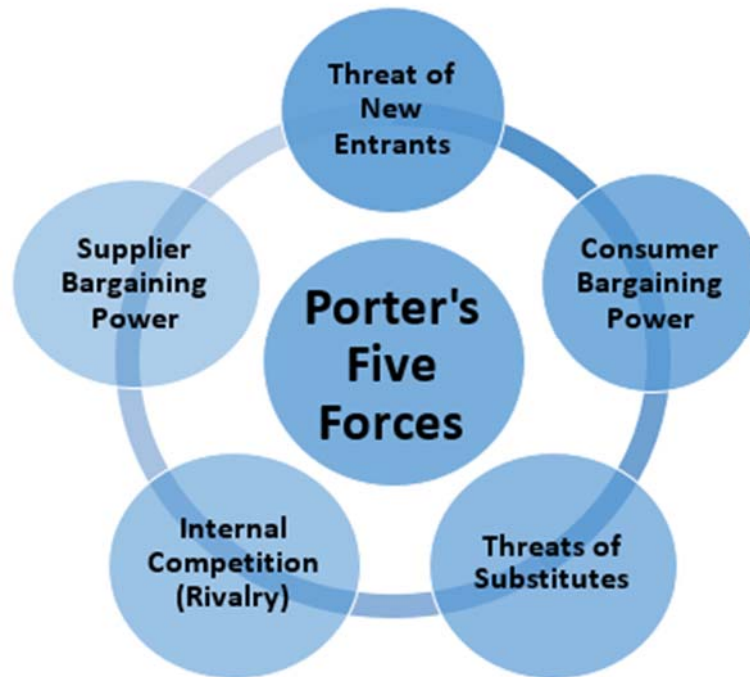 Threat of
New
Entrants
Supplier
Bargaining
Power
Consumer
Bargaining
Power
Porter's
Five
Forces
Internal
Competition
(Rivalry)
Threats of
Substitutes